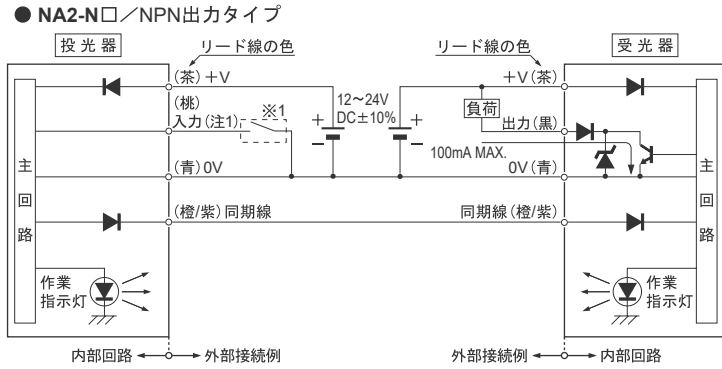 ● NA2-N□／NPN出力タイプ
投光器
リード線の色
リード線の色
受光器
(茶)＋V
＋V(茶)
(桃)
入力(注1)
※1
12～24V
DC±10%
＋
－
＋
－
負荷
出力(黒)
100mA MAX.
(青)0V
0V(青)
主回路
主回路
(橙/紫)同期線
同期線(橙/紫)
作業
指示灯
作業
指示灯
内部回路
外部接続例
外部接続例
内部回路